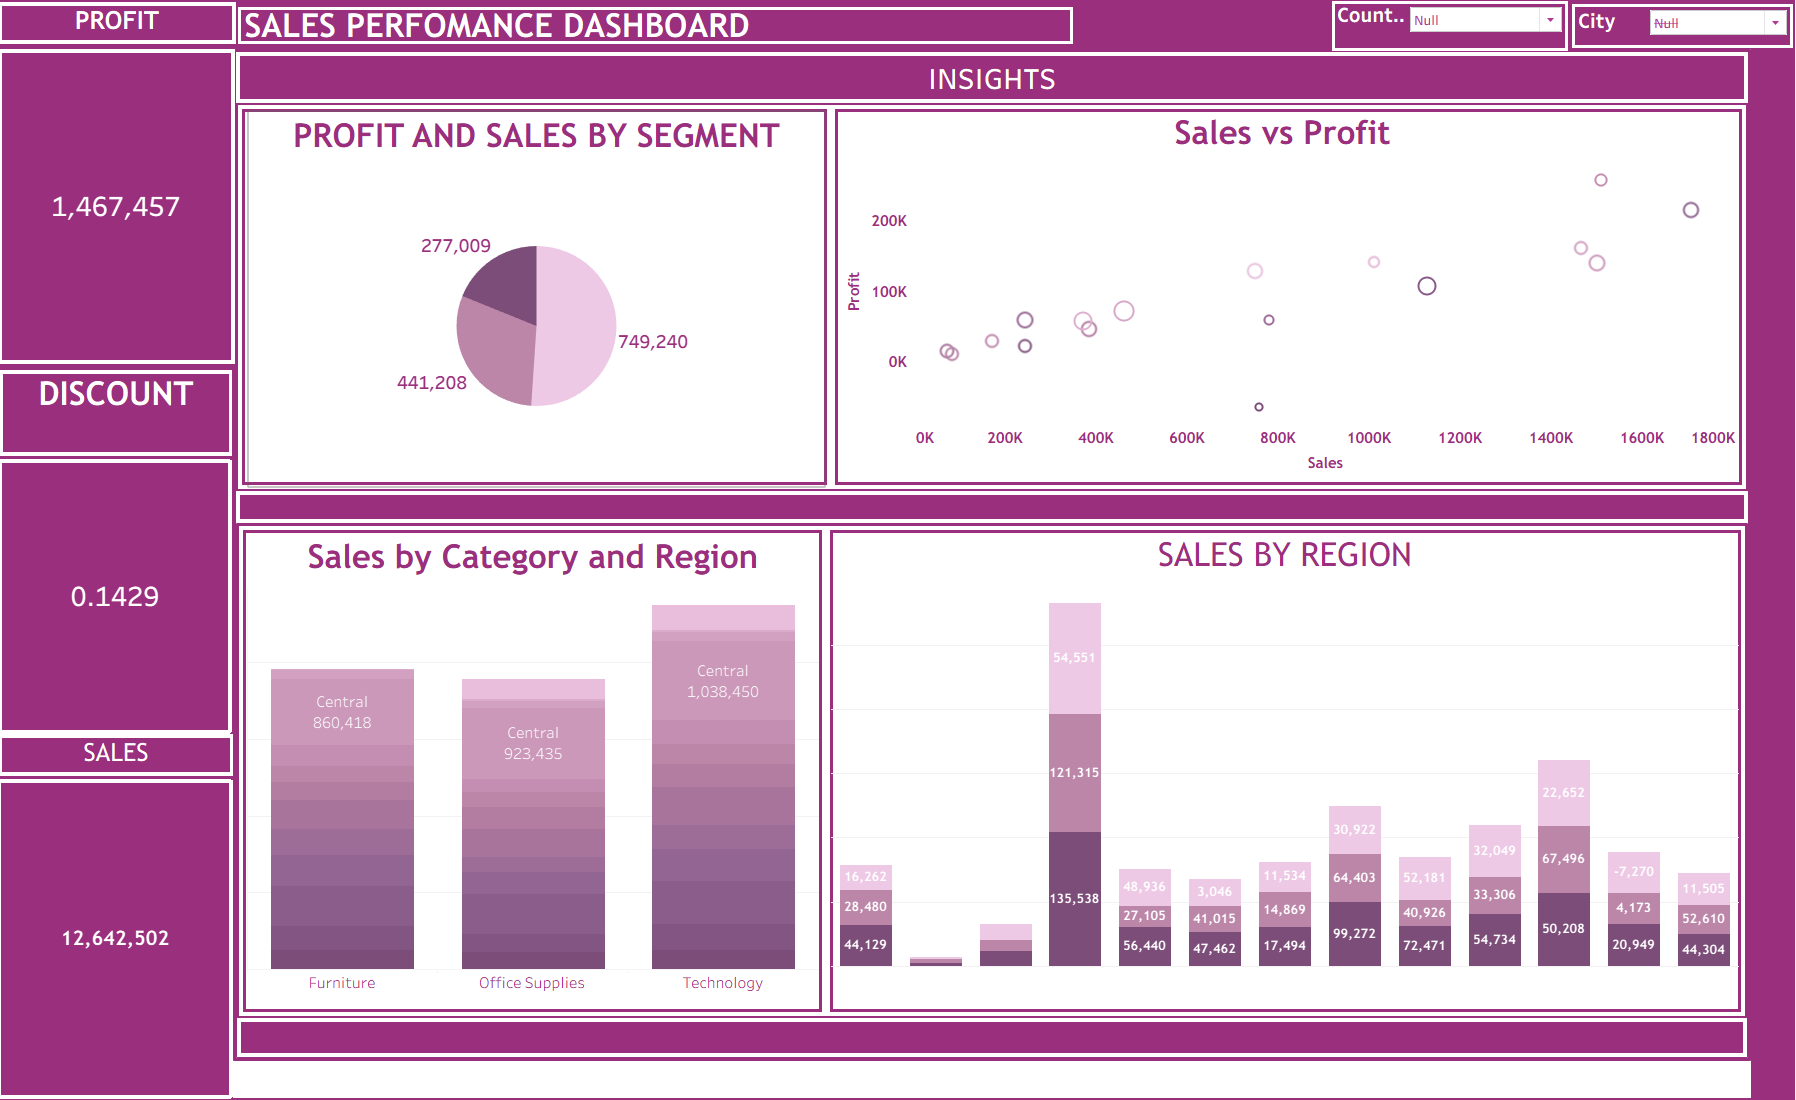 PROFIT
SALES PERFOMANCE DASHBOARD
Count..
Null
City
Null
INSIGHTS
1,467,457
DISCOUNT
0.1429
SALES
12,642,502
PROFIT AND SALES BY SEGMENT
277,009
749,240
441,208
Sales vs Profit
200K
100K
0K
Profit
0K 200K 400K 600K 800K 1000K 1200K 1400K 1600K 1800K
Sales
Sales by Category and Region
Central
860,418
Central
923,435
Central
1,038,450
Furniture Office Supplies Technology
SALES BY REGION
16,262
28,480
44,129
54,551
121,315
135,538
48,936
27,105
56,440
3,046
41,015
47,462
11,534
14,869
17,494
30,922
64,403
99,272
52,181
40,926
72,471
32,049
33,306
54,734
22,652
67,496
50,208
-7,270
4,173
20,949
11,505
52,610
44,304